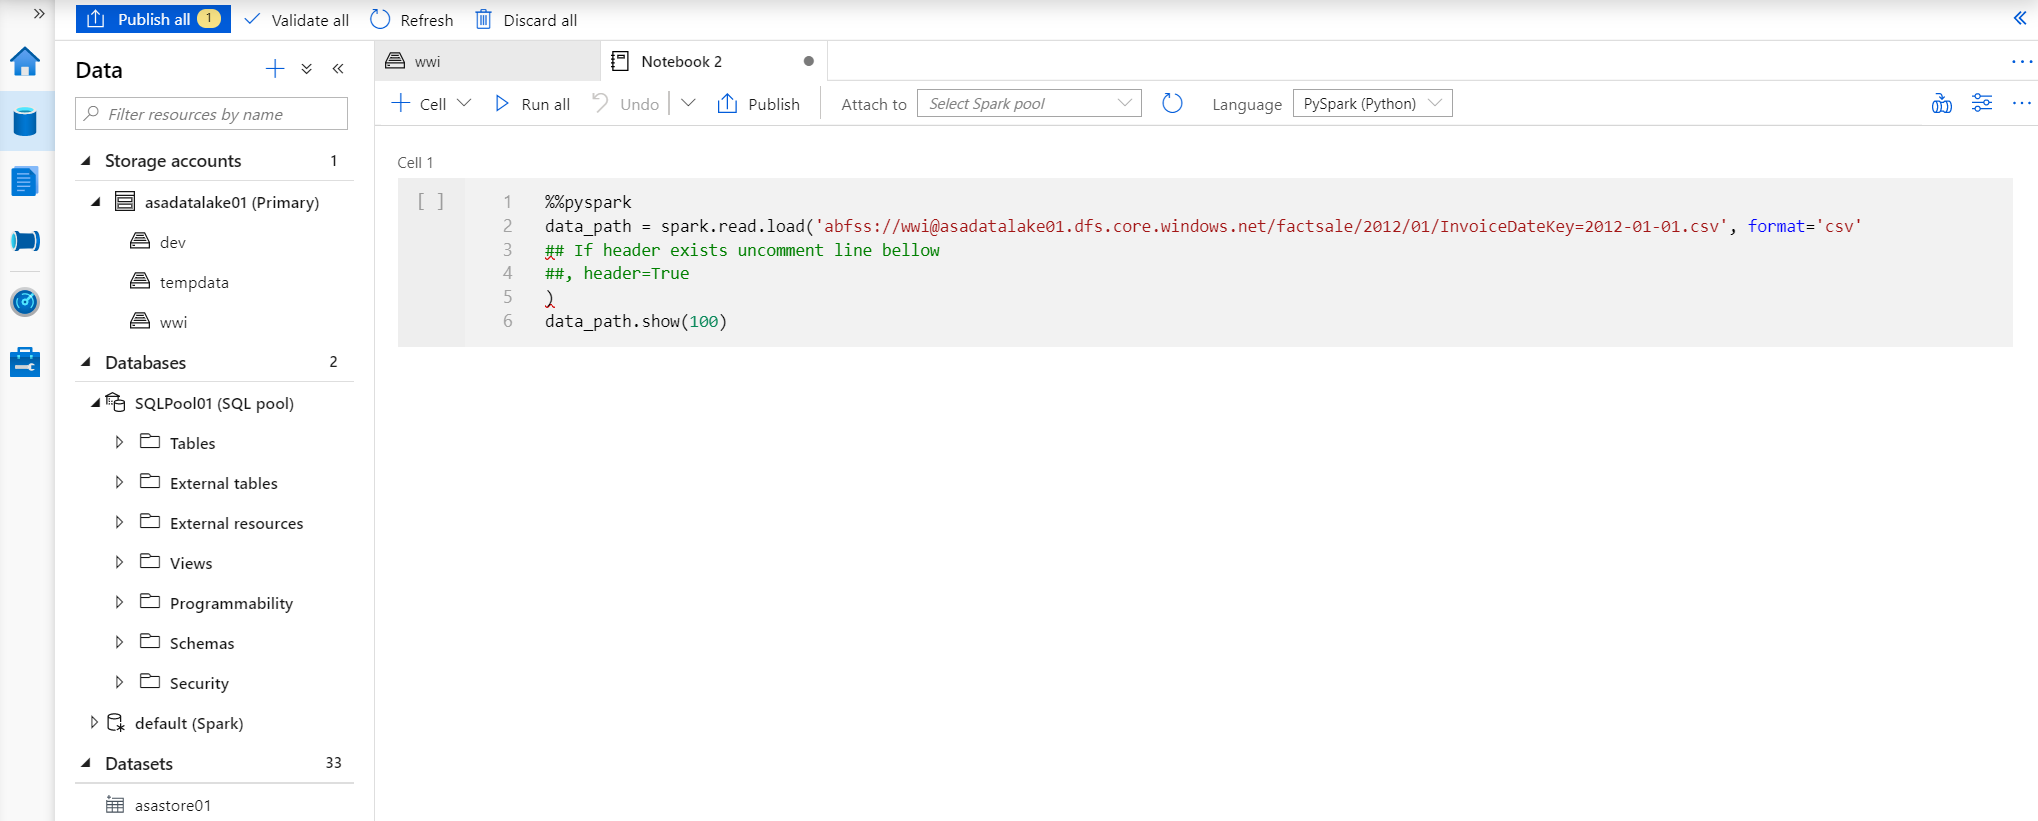 Publish all 1 Validate all Refresh Discard all
Data
Filter resources by name
Storage accounts 1
asadatalake01 (Primary)
dev
tempdata
wwi
Databases 2
SQLPool01 (SQL pool)
Tables
External tables
External resources
Views
Programmability
Schemas
Security
default (Spark)
Datasets 33
asastore01
wwi Notebook 2
Cell Run all Undo Publish Attach to Select Spark pool Language PySpark (Python)
Cell 1
[ ]
1 %%pyspark
2 data_path = spark.read.load('abfss://wwi@asadatalake01.dfs.core.windows.net/factsale/2012/01/InvoiceDateKey=2012-01-01.csv', format='csv'
3 ## If header exists uncomment line bellow
4 ##, header=True
5 )
6 data_path.show(100)